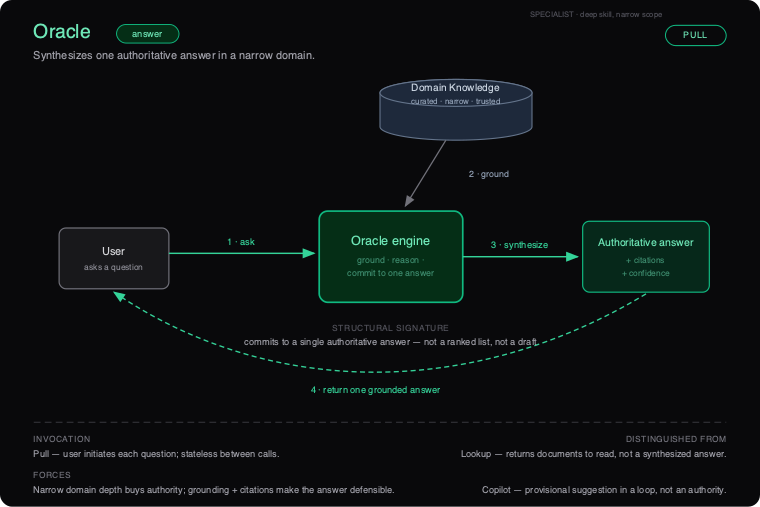 SPECIALIST · deep skill, narrow scope
Oracle
answer
PULL
Synthesizes one authoritative answer in a narrow domain.
Domain Knowledge
curated · narrow · trusted
2 · ground
User
asks a question
1 · ask
Oracle engine
ground · reason ·
commit to one answer
3 · synthesize
Authoritative answer
+ citations
+ confidence
STRUCTURAL SIGNATURE
commits to a single authoritative answer — not a ranked list, not a draft.
4 · return one grounded answer
INVOCATION
Pull — user initiates each question; stateless between calls.
DISTINGUISHED FROM
Lookup — returns documents to read, not a synthesized answer.
FORCES
Narrow domain depth buys authority; grounding + citations make the answer defensible.
Copilot — provisional suggestion in a loop, not an authority.